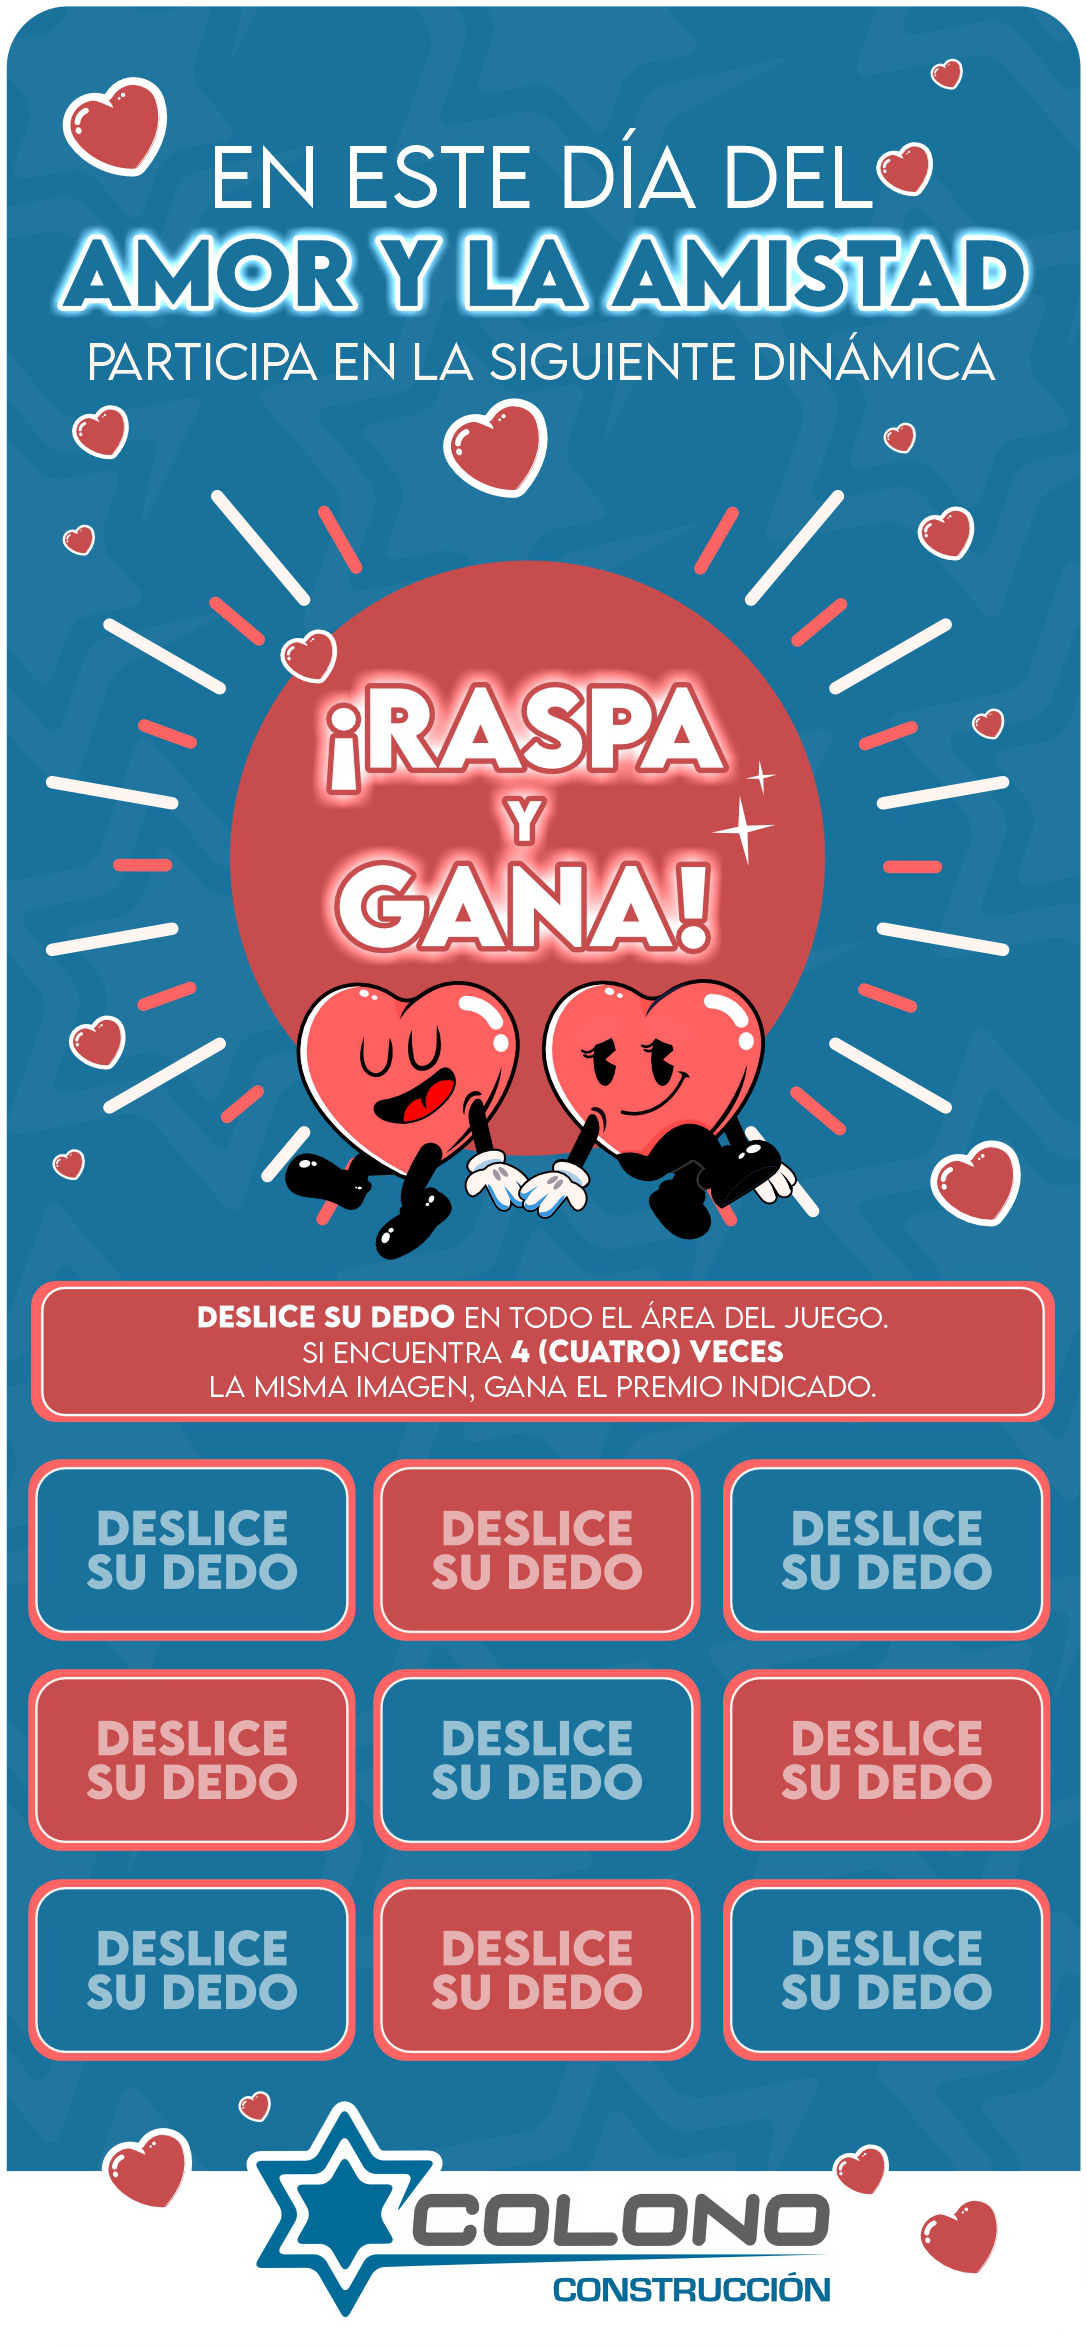 EN ESTE DÍA DEL
AMOR Y LA AMISTAD
PARTICIPA EN LA SIGUIENTE DINÁMICA
¡RASPA
Y
GANA!
DESLICE SU DEDO EN TODO EL ÁREA DEL JUEGO.
SI ENCUENTRA 4 (CUATRO) VECES
LA MISMA IMAGEN, GANA EL PREMIO INDICADO.
DESLICE
SU DEDO
DESLICE
SU DEDO
DESLICE
SU DEDO
DESLICE
SU DEDO
DESLICE
SU DEDO
DESLICE
SU DEDO
DESLICE
SU DEDO
DESLICE
SU DEDO
DESLICE
SU DEDO
COLONO
CONSTRUCCIÓN